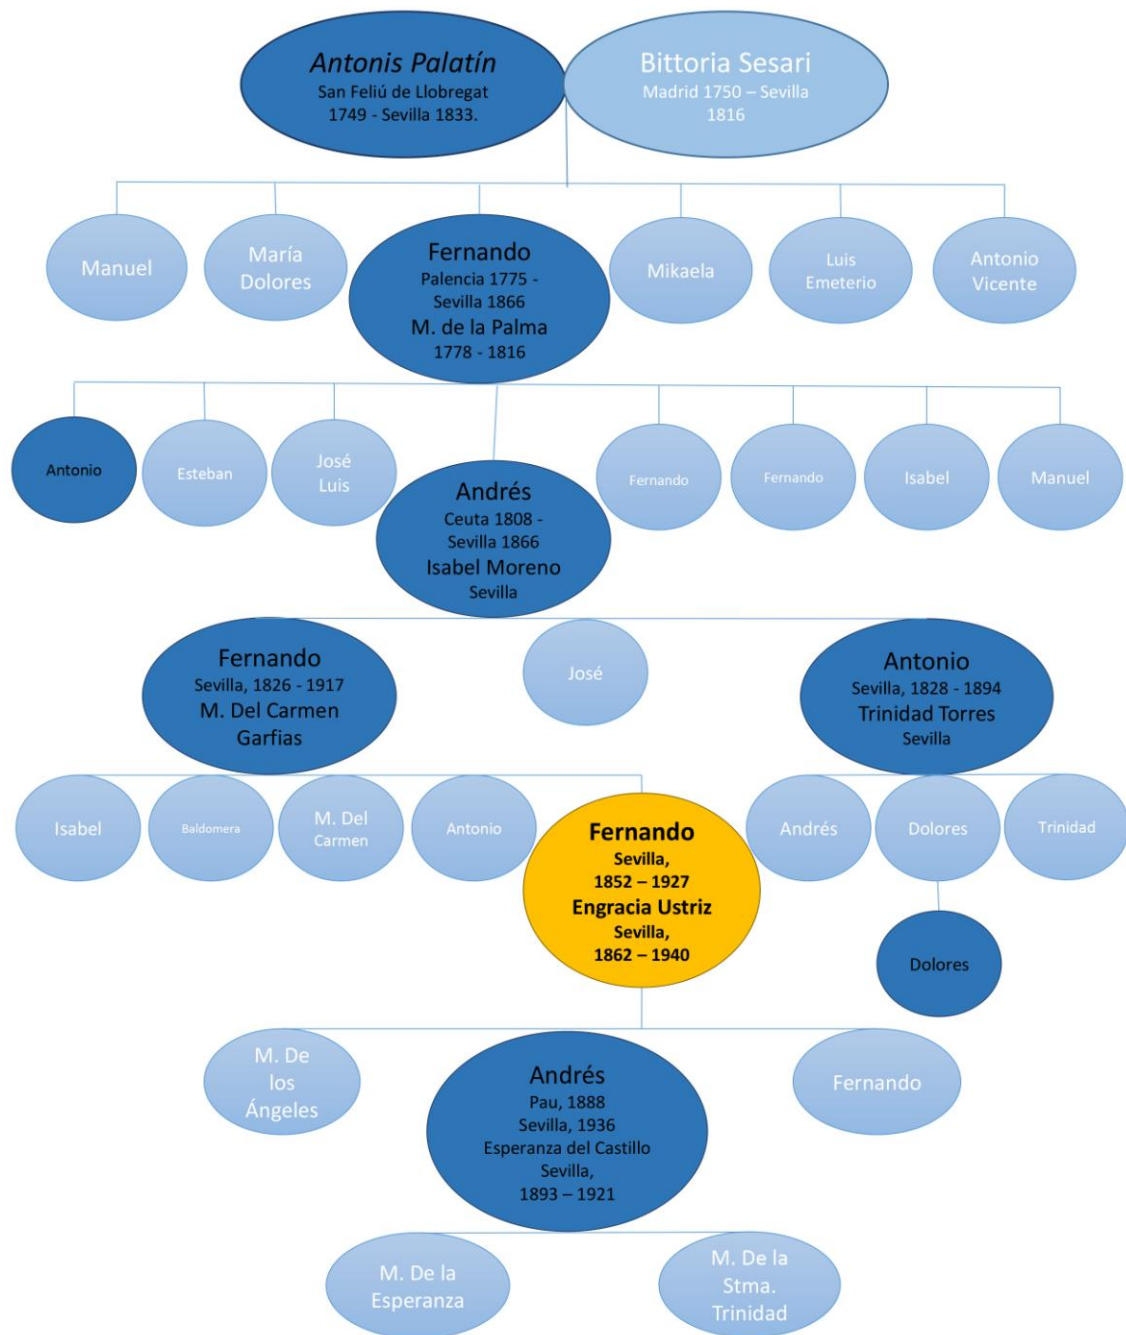 Antonis Palatín
San Feliú de Llobregat
1749 - Sevilla 1833.
Bittoria Sesari
Madrid 1750 – Sevilla
1816
Manuel
María
Dolores
Fernando
Palencia 1775 -
Sevilla 1866
M. de la Palma
1778 - 1816
Mikaela
Luis
Emeterio
Antonio
Vicente
Antonio
Esteban
José
Luis
Andrés
Ceuta 1808 -
Sevilla 1866
Isabel Moreno
Sevilla
Fernando
Fernando
Isabel
Manuel
Fernando
Sevilla, 1826 - 1917
M. Del Carmen
Garfias
José
Antonio
Sevilla, 1828 - 1894
Trinidad Torres
Sevilla
Isabel
Baldomera
M. Del
Carmen
Antonio
Fernando
Sevilla,
1852 – 1927
Engracia Ustriz
Sevilla,
1862 – 1940
Andrés
Dolores
Trinidad
Dolores
M. De
los
Ángeles
Andrés
Pau, 1888
Sevilla, 1936
Esperanza del Castillo
Sevilla,
1893 – 1921
Fernando
M. De la
Esperanza
M. De la
Stma.
Trinidad